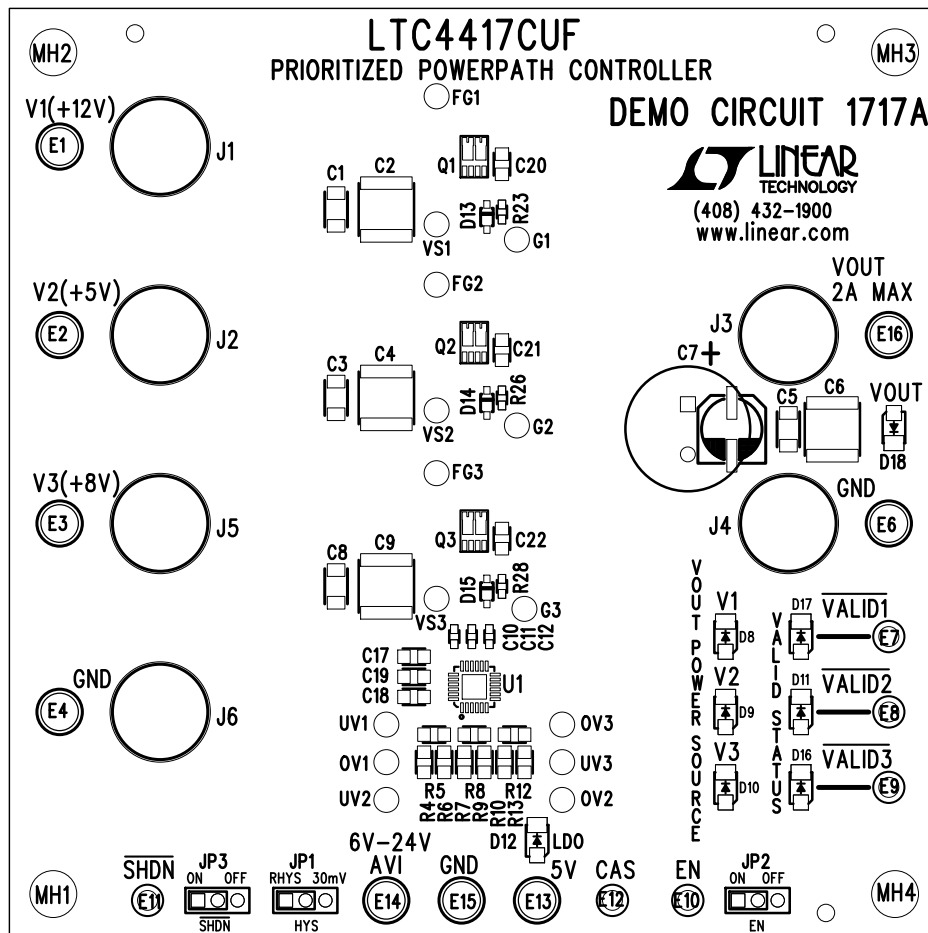 LTC4417CUF
PRIORITIZED POWERPATH CONTROLLER
DEMO CIRCUIT 1717A
LINEAR
TECHNOLOGY
(408) 432-1900
www.linear.com
MH2
MH3
V1(+12V)
E1
J1
FG1
Q1
C20
C1
C2
D13
R23
VS1
G1
V2(+5V)
E2
J2
FG2
Q2
C21
C3
C4
D14
R26
VS2
G2
VOUT
2A MAX
J3
E16
C7
+
C5
C6
VOUT
D18
V3(+8V)
E3
J5
FG3
Q3
C22
C8
C9
D15
R28
VS3
G3
GND
J4
E6
C10
C11
C12
C17
C19
C18
U1
GND
E4
J6
UV1
OV1
UV2
OV3
UV3
OV2
R5
R8
R12
R4
R6
R7
R9
R10
R13
VOUT POWER SOURCE
V1
D8
V2
D9
V3
D10
VALID STATUS
D17
VALID1
E7
D11
VALID2
E8
D16
VALID3
E9
D12
LDO
MH1
SHDN
E11
JP3
ON OFF
SHDN
JP1
RHYS 30mV
HYS
6V-24V
AVI
E14
GND
E15
5V
E13
CAS
E12
EN
E10
JP2
ON OFF
EN
MH4